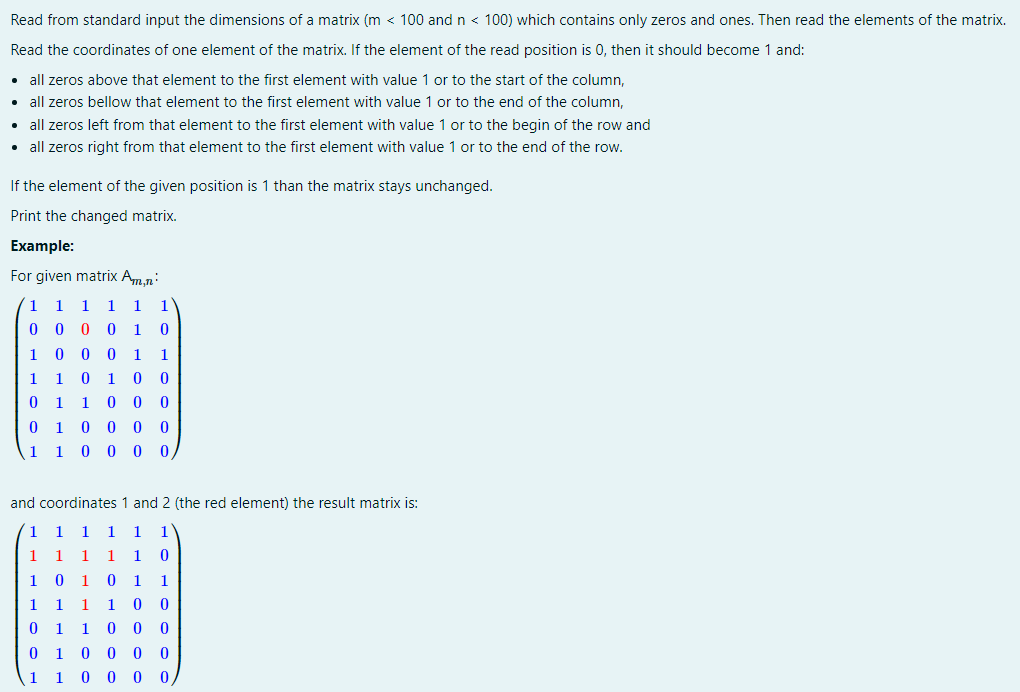 Read from standard input the dimensions of a matrix (m < 100 and n < 100) which contains only zeros and ones. Then read the elements of the matrix.
Read the coordinates of one element of the matrix. If the element of the read position is 0, then it should become 1 and:
• all zeros above that element to the first element with value 1 or to the start of the column,
• all zeros bellow that element to the first element with value 1 or to the end of the column,
• all zeros left from that element to the first element with value 1 or to the begin of the row and
• all zeros right from that element to the first element with value 1 or to the end of the row.
If the element of the given position is 1 than the matrix stays unchanged.
Print the changed matrix.
Example:
For given matrix Am,n:
1 1 1 1 1 1
0 0 0 0 1 0
1 0 0 0 1 1
1 1 0 1 0 0
0 1 1 0 0 0
0 1 0 0 0 0
1 1 0 0 0 0
and coordinates 1 and 2 (the red element) the result matrix is:
1 1 1 1 1 1
1 1 1 1 1 0
1 0 1 0 1 1
1 1 1 1 0 0
0 1 1 0 0 0
0 1 0 0 0 0
1 1 0 0 0 0